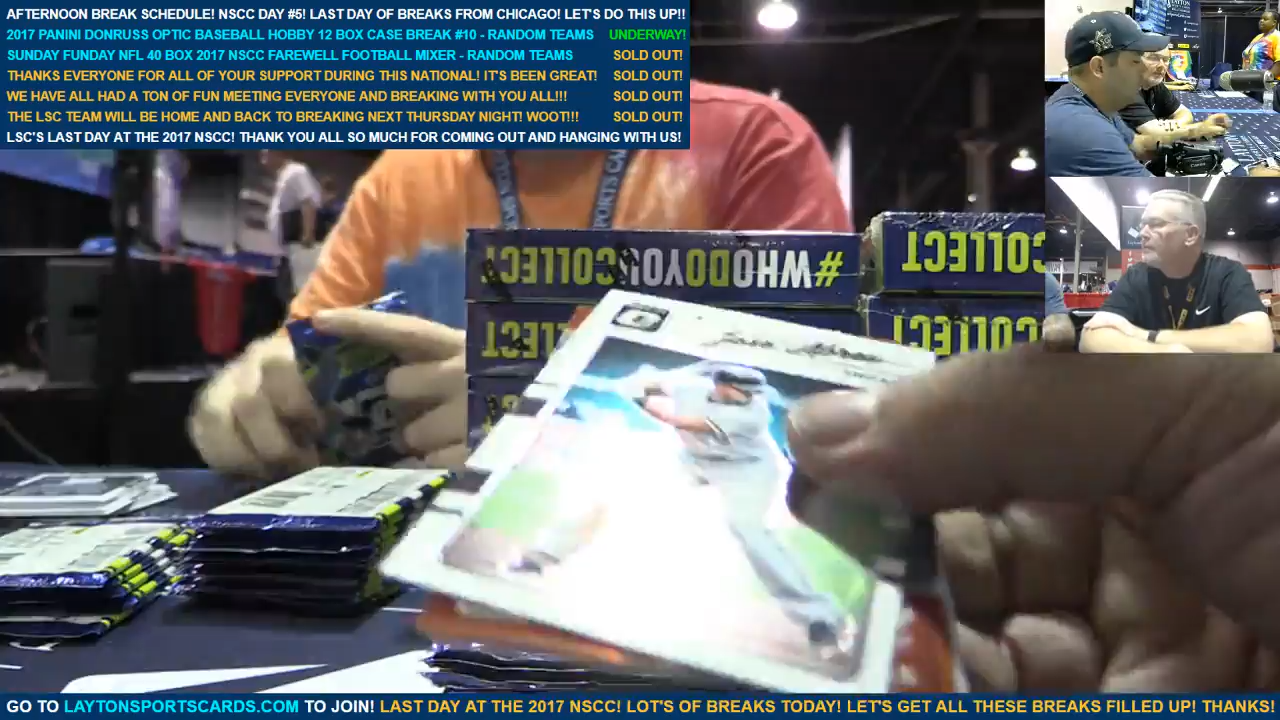 AFTERNOON BREAK SCHEDULE! NSCC DAY #5! LAST DAY OF BREAKS FROM CHICAGO! LET'S DO THIS UP!!
2017 PANINI DONRUSS OPTIC BASEBALL HOBBY 12 BOX CASE BREAK #10 - RANDOM TEAMS UNDERWAY!
SUNDAY FUNDAY NFL 40 BOX 2017 NSCC FAREWELL FOOTBALL MIXER - RANDOM TEAMS SOLD OUT!
THANKS EVERYONE FOR ALL OF YOUR SUPPORT DURING THIS NATIONAL! IT'S BEEN GREAT! SOLD OUT!
WE HAVE ALL HAD A TON OF FUN MEETING EVERYONE AND BREAKING WITH YOU ALL!!! SOLD OUT!
THE LSC TEAM WILL BE HOME AND BACK TO BREAKING NEXT THURSDAY NIGHT! WOOT!!! SOLD OUT!
LSC'S LAST DAY AT THE 2017 NSCC! THANK YOU ALL SO MUCH FOR COMING OUT AND HANGING WITH US!
#WHODOYOUCOLLECT
COLLECT
COLLECT
COLLECT
GO TO LAYTONSPORTSCARDS.COM TO JOIN! LAST DAY AT THE 2017 NSCC! LOT'S OF BREAKS TODAY! LET'S GET ALL THESE BREAKS FILLED UP! THANKS!